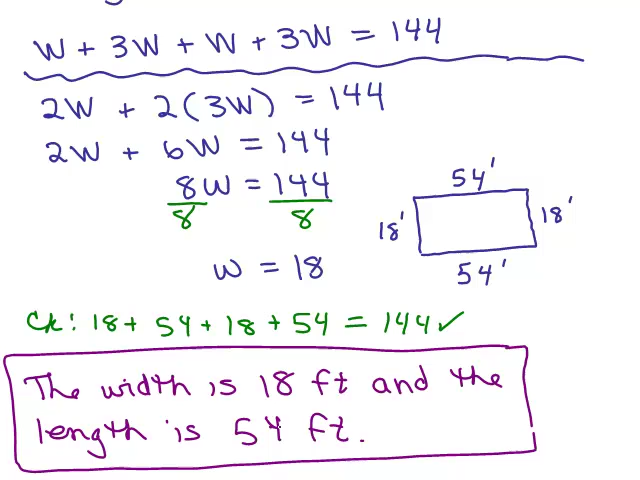 W + 3W + W + 3W = 144
2W + 2(3W) = 144
2W + 6W = 144
8W = 144
8 8
W = 18
54'
18' 18'
54'
CK: 18 + 54 + 18 + 54 = 144 ✓
The width is 18 ft and the
length is 54 ft.